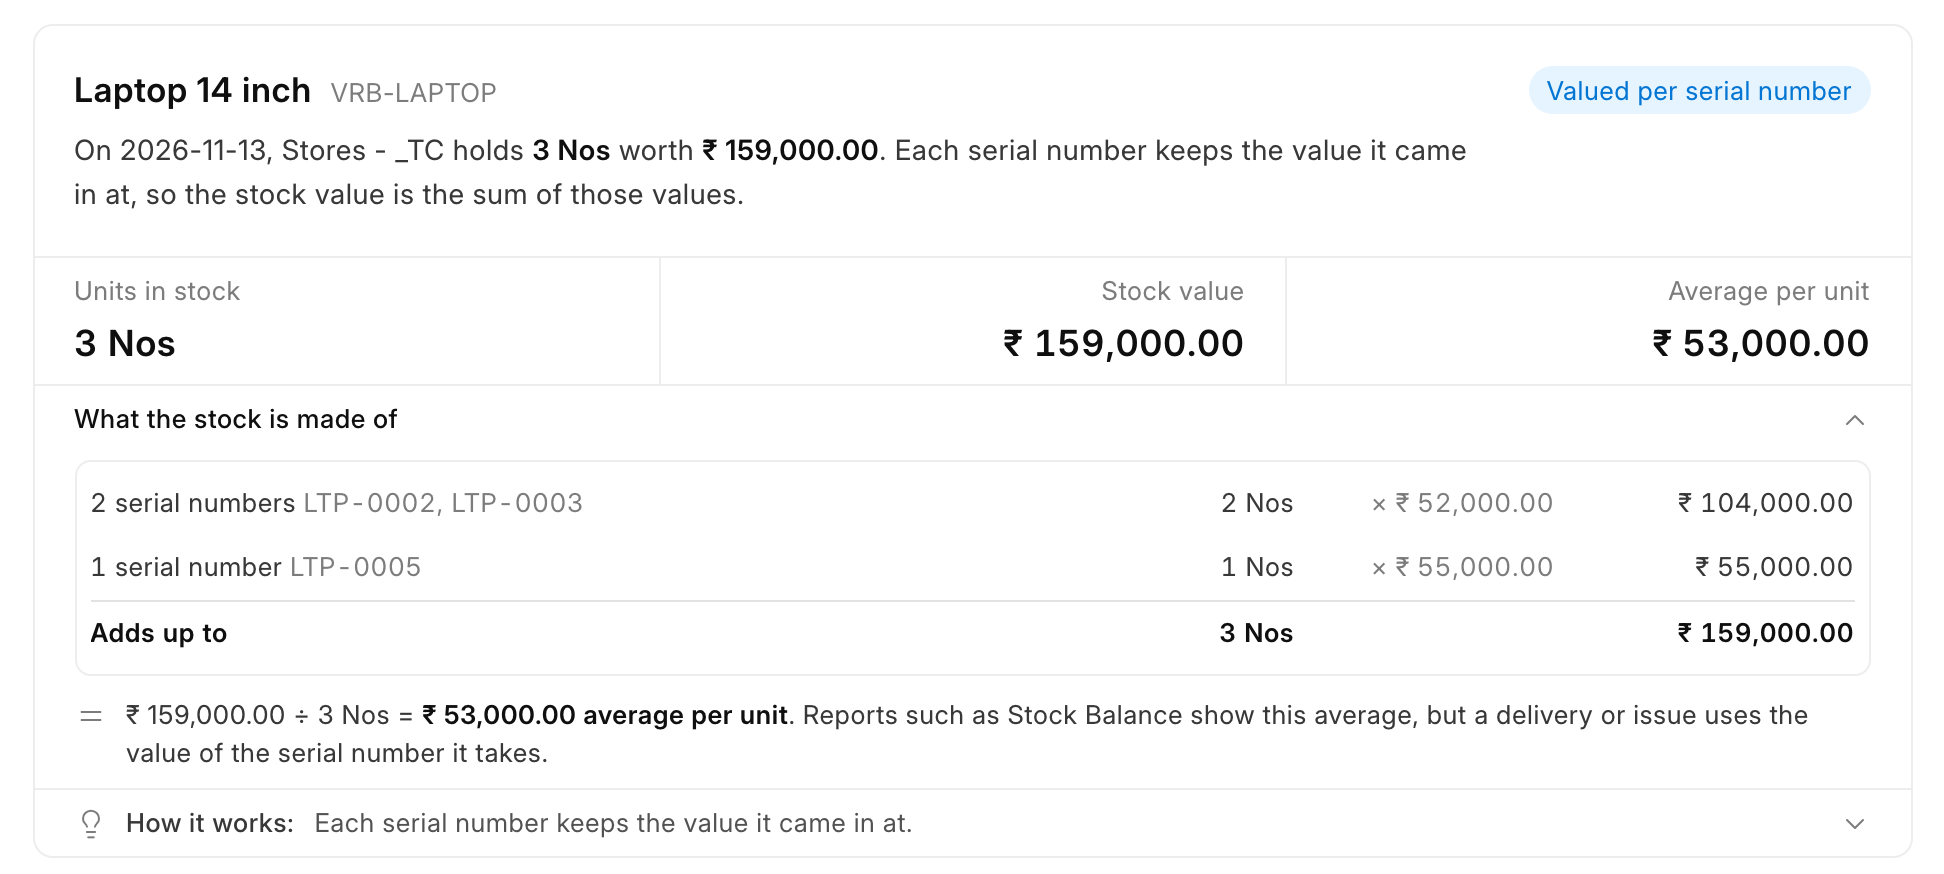 Laptop 14 inch VRB-LAPTOP
Valued per serial number
On 2026-11-13, Stores - _TC holds 3 Nos worth ₹ 159,000.00. Each serial number keeps the value it came
in at, so the stock value is the sum of those values.
Units in stock
3 Nos
Stock value
₹ 159,000.00
Average per unit
₹ 53,000.00
What the stock is made of
2 serial numbers LTP-0002, LTP-0003 2 Nos × ₹ 52,000.00 ₹ 104,000.00
1 serial number LTP-0005 1 Nos × ₹ 55,000.00 ₹ 55,000.00
Adds up to 3 Nos ₹ 159,000.00
= ₹ 159,000.00 ÷ 3 Nos = ₹ 53,000.00 average per unit. Reports such as Stock Balance show this average, but a delivery or issue uses the
value of the serial number it takes.
How it works: Each serial number keeps the value it came in at.